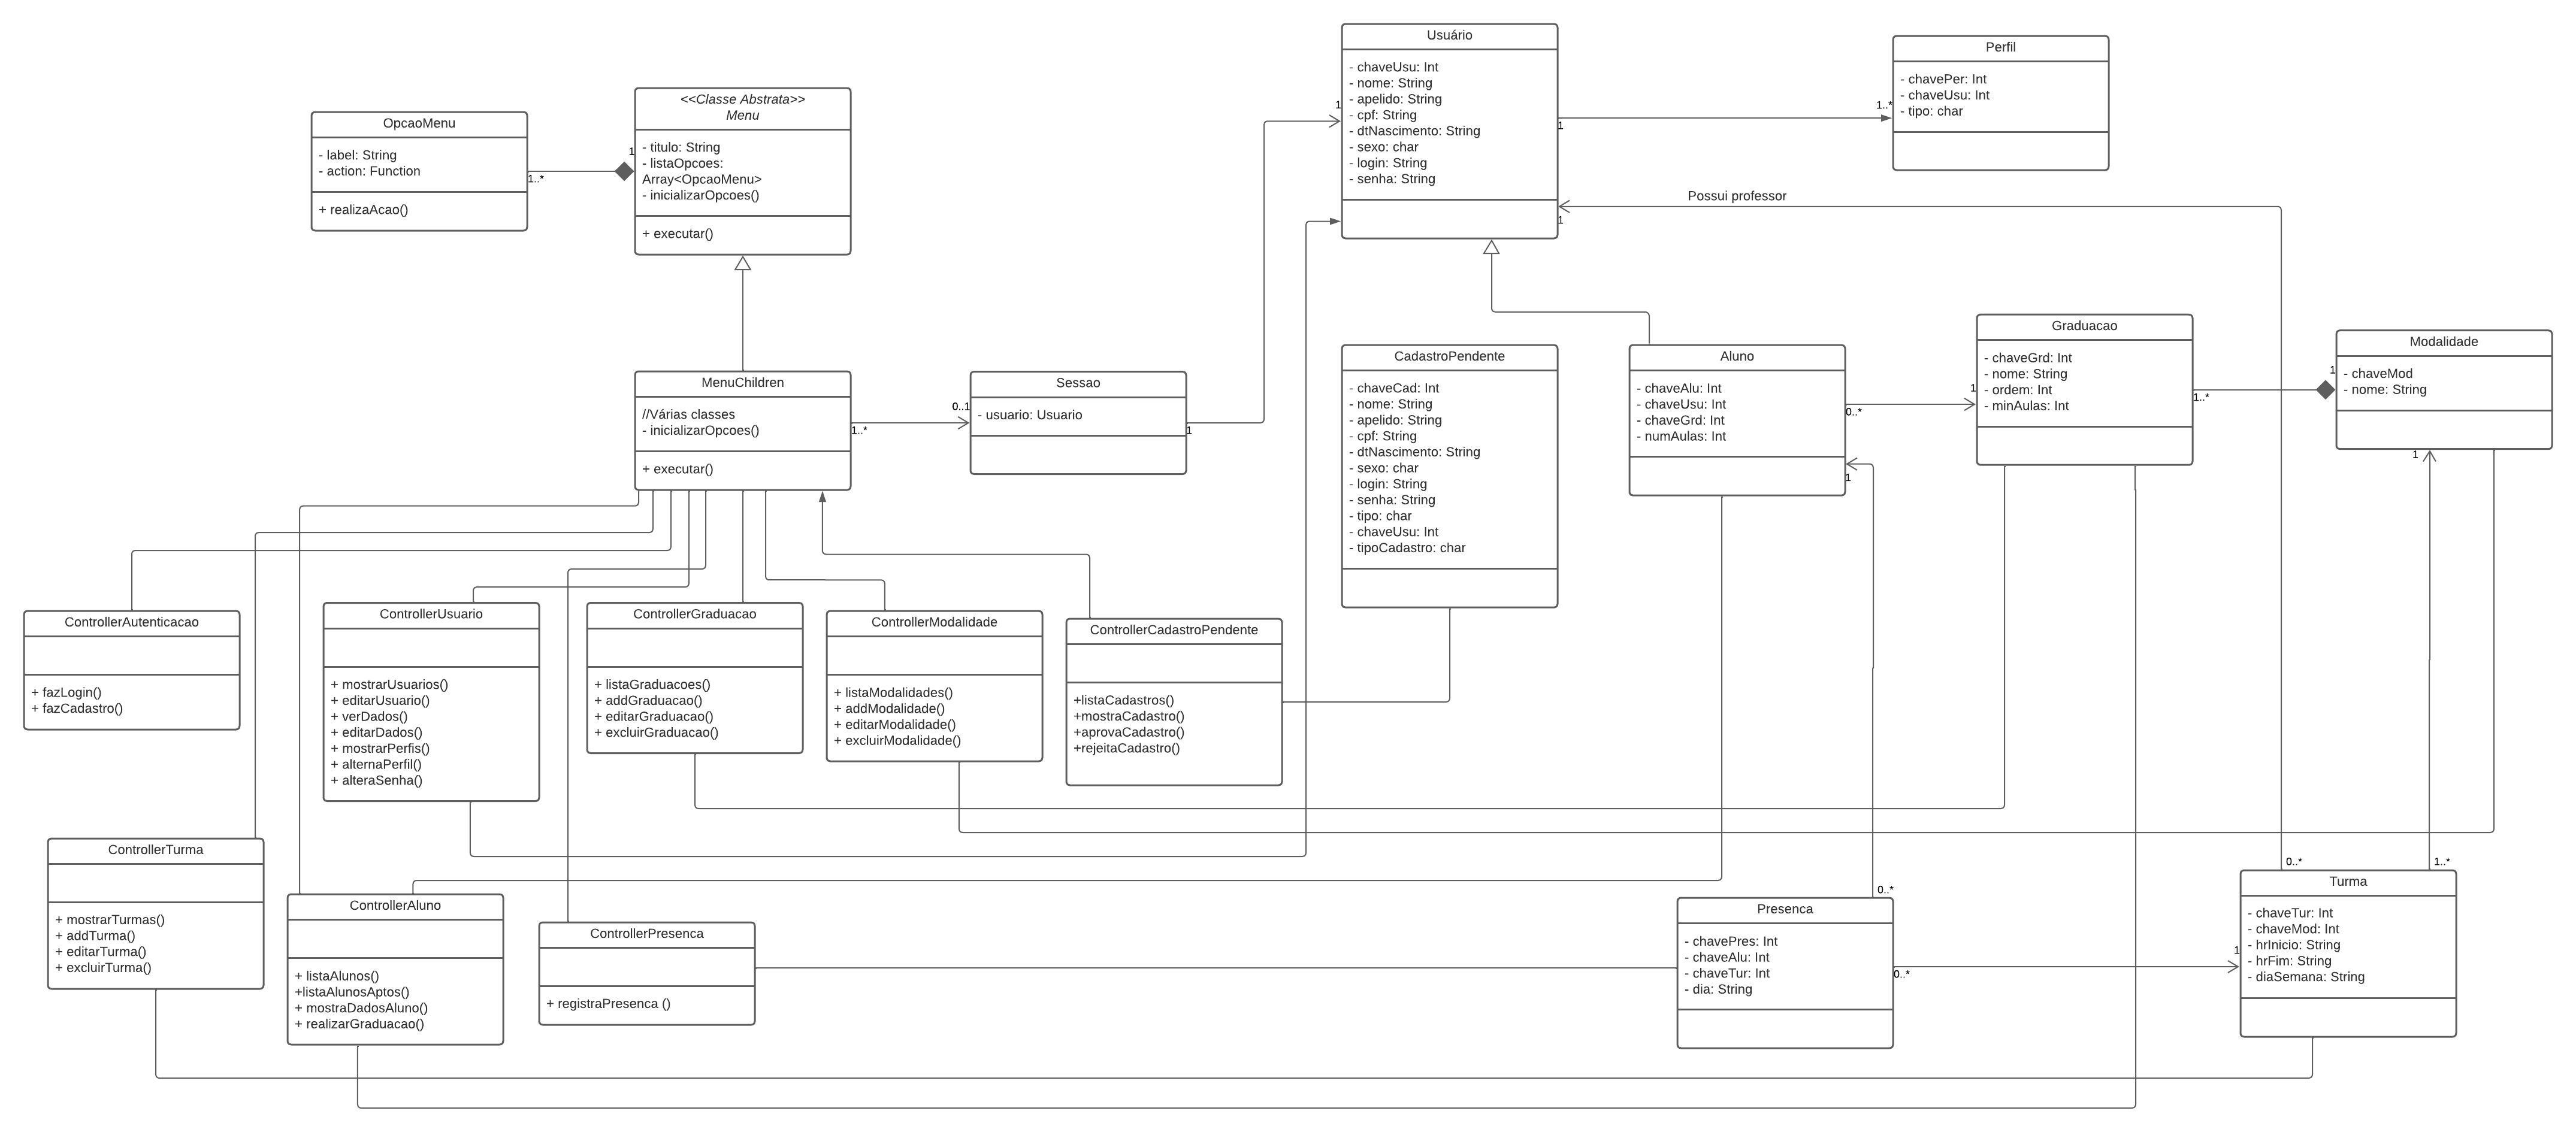 Usuário
- chaveUsu: Int
- nome: String
- apelido: String
- cpf: String
- dtNascimento: String
- sexo: char
- login: String
- senha: String
1
1
1
Perfil
- chavePer: Int
- chaveUsu: Int
- tipo: char
1..*
Possui professor
OpcaoMenu
- label: String
- action: Function
+ realizaAcao()
1..*
<<Classe Abstrata>>
Menu
- titulo: String
- listaOpcoes:
Array<OpcaoMenu>
- inicializarOpcoes()
+ executar()
1
MenuChildren
//Várias classes
- inicializarOpcoes()
+ executar()
1..*
Sessao
- usuario: Usuario
0..1
1
CadastroPendente
- chaveCad: Int
- nome: String
- apelido: String
- cpf: String
- dtNascimento: String
- sexo: char
- login: String
- senha: String
- tipo: char
- chaveUsu: Int
- tipoCadastro: char
Aluno
- chaveAlu: Int
- chaveUsu: Int
- chaveGrd: Int
- numAulas: Int
0..*
1
Graduacao
- chaveGrd: Int
- nome: String
- ordem: Int
- minAulas: Int
1
1..*
Modalidade
- chaveMod
- nome: String
1
1
ControllerAutenticacao
+ fazLogin()
+ fazCadastro()
ControllerUsuario
+ mostrarUsuarios()
+ editarUsuario()
+ verDados()
+ editarDados()
+ mostrarPerfis()
+ alternaPerfil()
+ alteraSenha()
ControllerGraduacao
+ listaGraduacoes()
+ addGraduacao()
+ editarGraduacao()
+ excluirGraduacao()
ControllerModalidade
+ listaModalidades()
+ addModalidade()
+ editarModalidade()
+ excluirModalidade()
ControllerCadastroPendente
+listaCadastros()
+mostraCadastro()
+aprovaCadastro()
+rejeitaCadastro()
ControllerTurma
+ mostrarTurmas()
+ addTurma()
+ editarTurma()
+ excluirTurma()
ControllerAluno
+ listaAlunos()
+listaAlunosAptos()
+ mostraDadosAluno()
+ realizarGraduacao()
ControllerPresenca
+ registraPresenca ()
Presenca
- chavePres: Int
- chaveAlu: Int
- chaveTur: Int
- dia: String
0..*
0..*
Turma
- chaveTur: Int
- chaveMod: Int
- hrInicio: String
- hrFim: String
- diaSemana: String
0..*
1..*
1